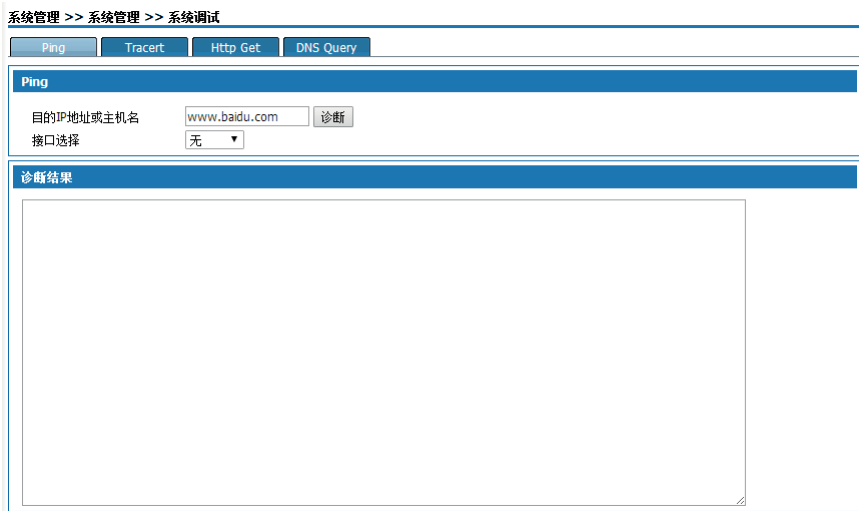 系统管理 >> 系统管理 >> 系统调试
Ping Tracert Http Get DNS Query
Ping
目的IP地址或主机名 www.baidu.com 诊断
接口选择 无
诊断结果